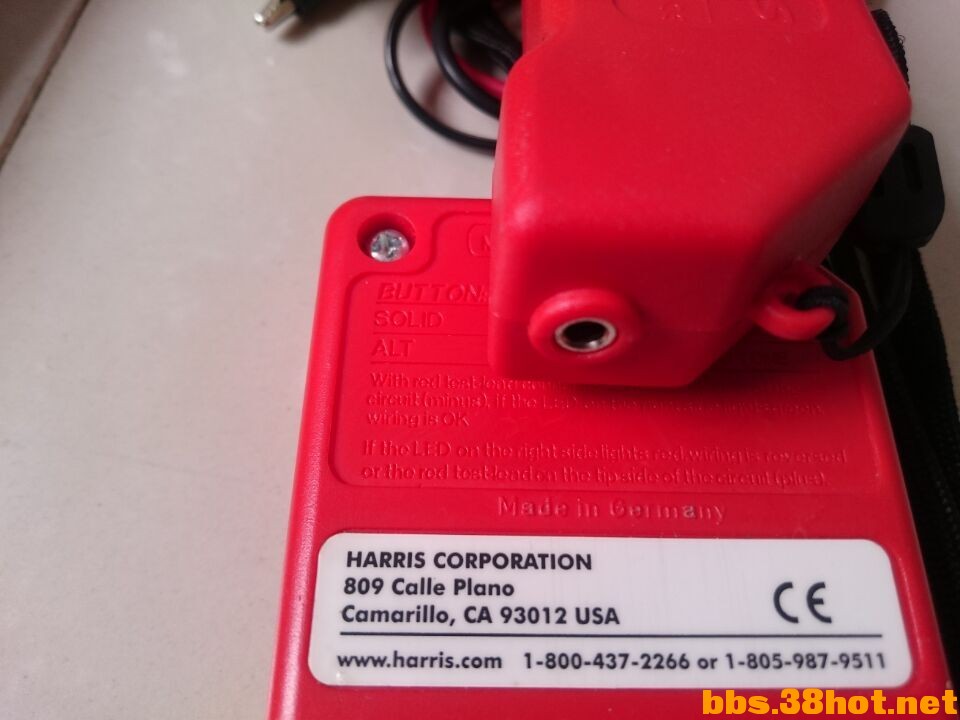 BUTTON
SOLID
ALT
With red test lead
circuit (minus), if the LED
wiring is OK
If the LED on the right side lights red, wiring is reversed
or the red test lead on the tip side of the circuit (plus).
Made in Germany
HARRIS CORPORATION
809 Calle Plano
Camarillo, CA 93012 USA
CE
www.harris.com 1-800-437-2266 or 1-805-987-9511
bbs.38hot.net